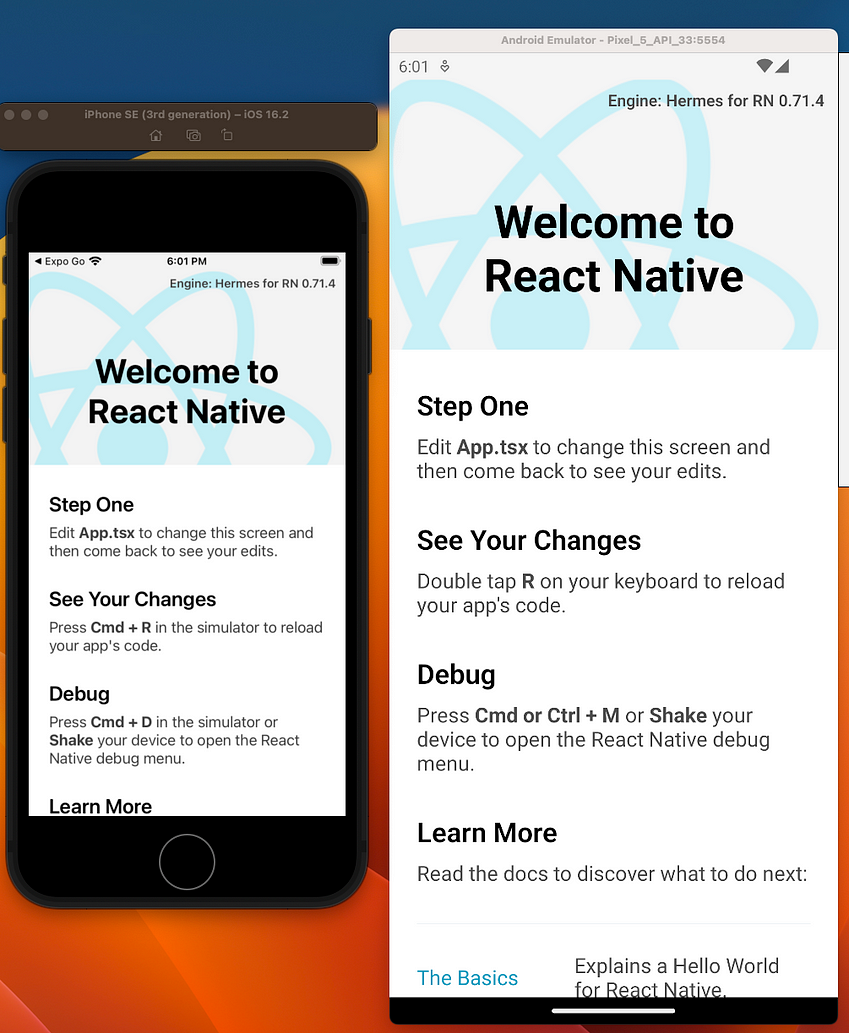 iPhone SE (3rd generation) – iOS 16.2
Expo Go
6:01 PM
Engine: Hermes for RN 0.71.4
Welcome to
React Native
Step One
Edit App.tsx to change this screen and
then come back to see your edits.
See Your Changes
Press Cmd + R in the simulator to reload
your app's code.
Debug
Press Cmd + D in the simulator or
Shake your device to open the React
Native debug menu.
Learn More
Android Emulator - Pixel_5_API_33:5554
6:01
Engine: Hermes for RN 0.71.4
Welcome to
React Native
Step One
Edit App.tsx to change this screen and
then come back to see your edits.
See Your Changes
Double tap R on your keyboard to reload
your app's code.
Debug
Press Cmd or Ctrl + M or Shake your
device to open the React Native debug
menu.
Learn More
Read the docs to discover what to do next:
The Basics
Explains a Hello World
for React Native.